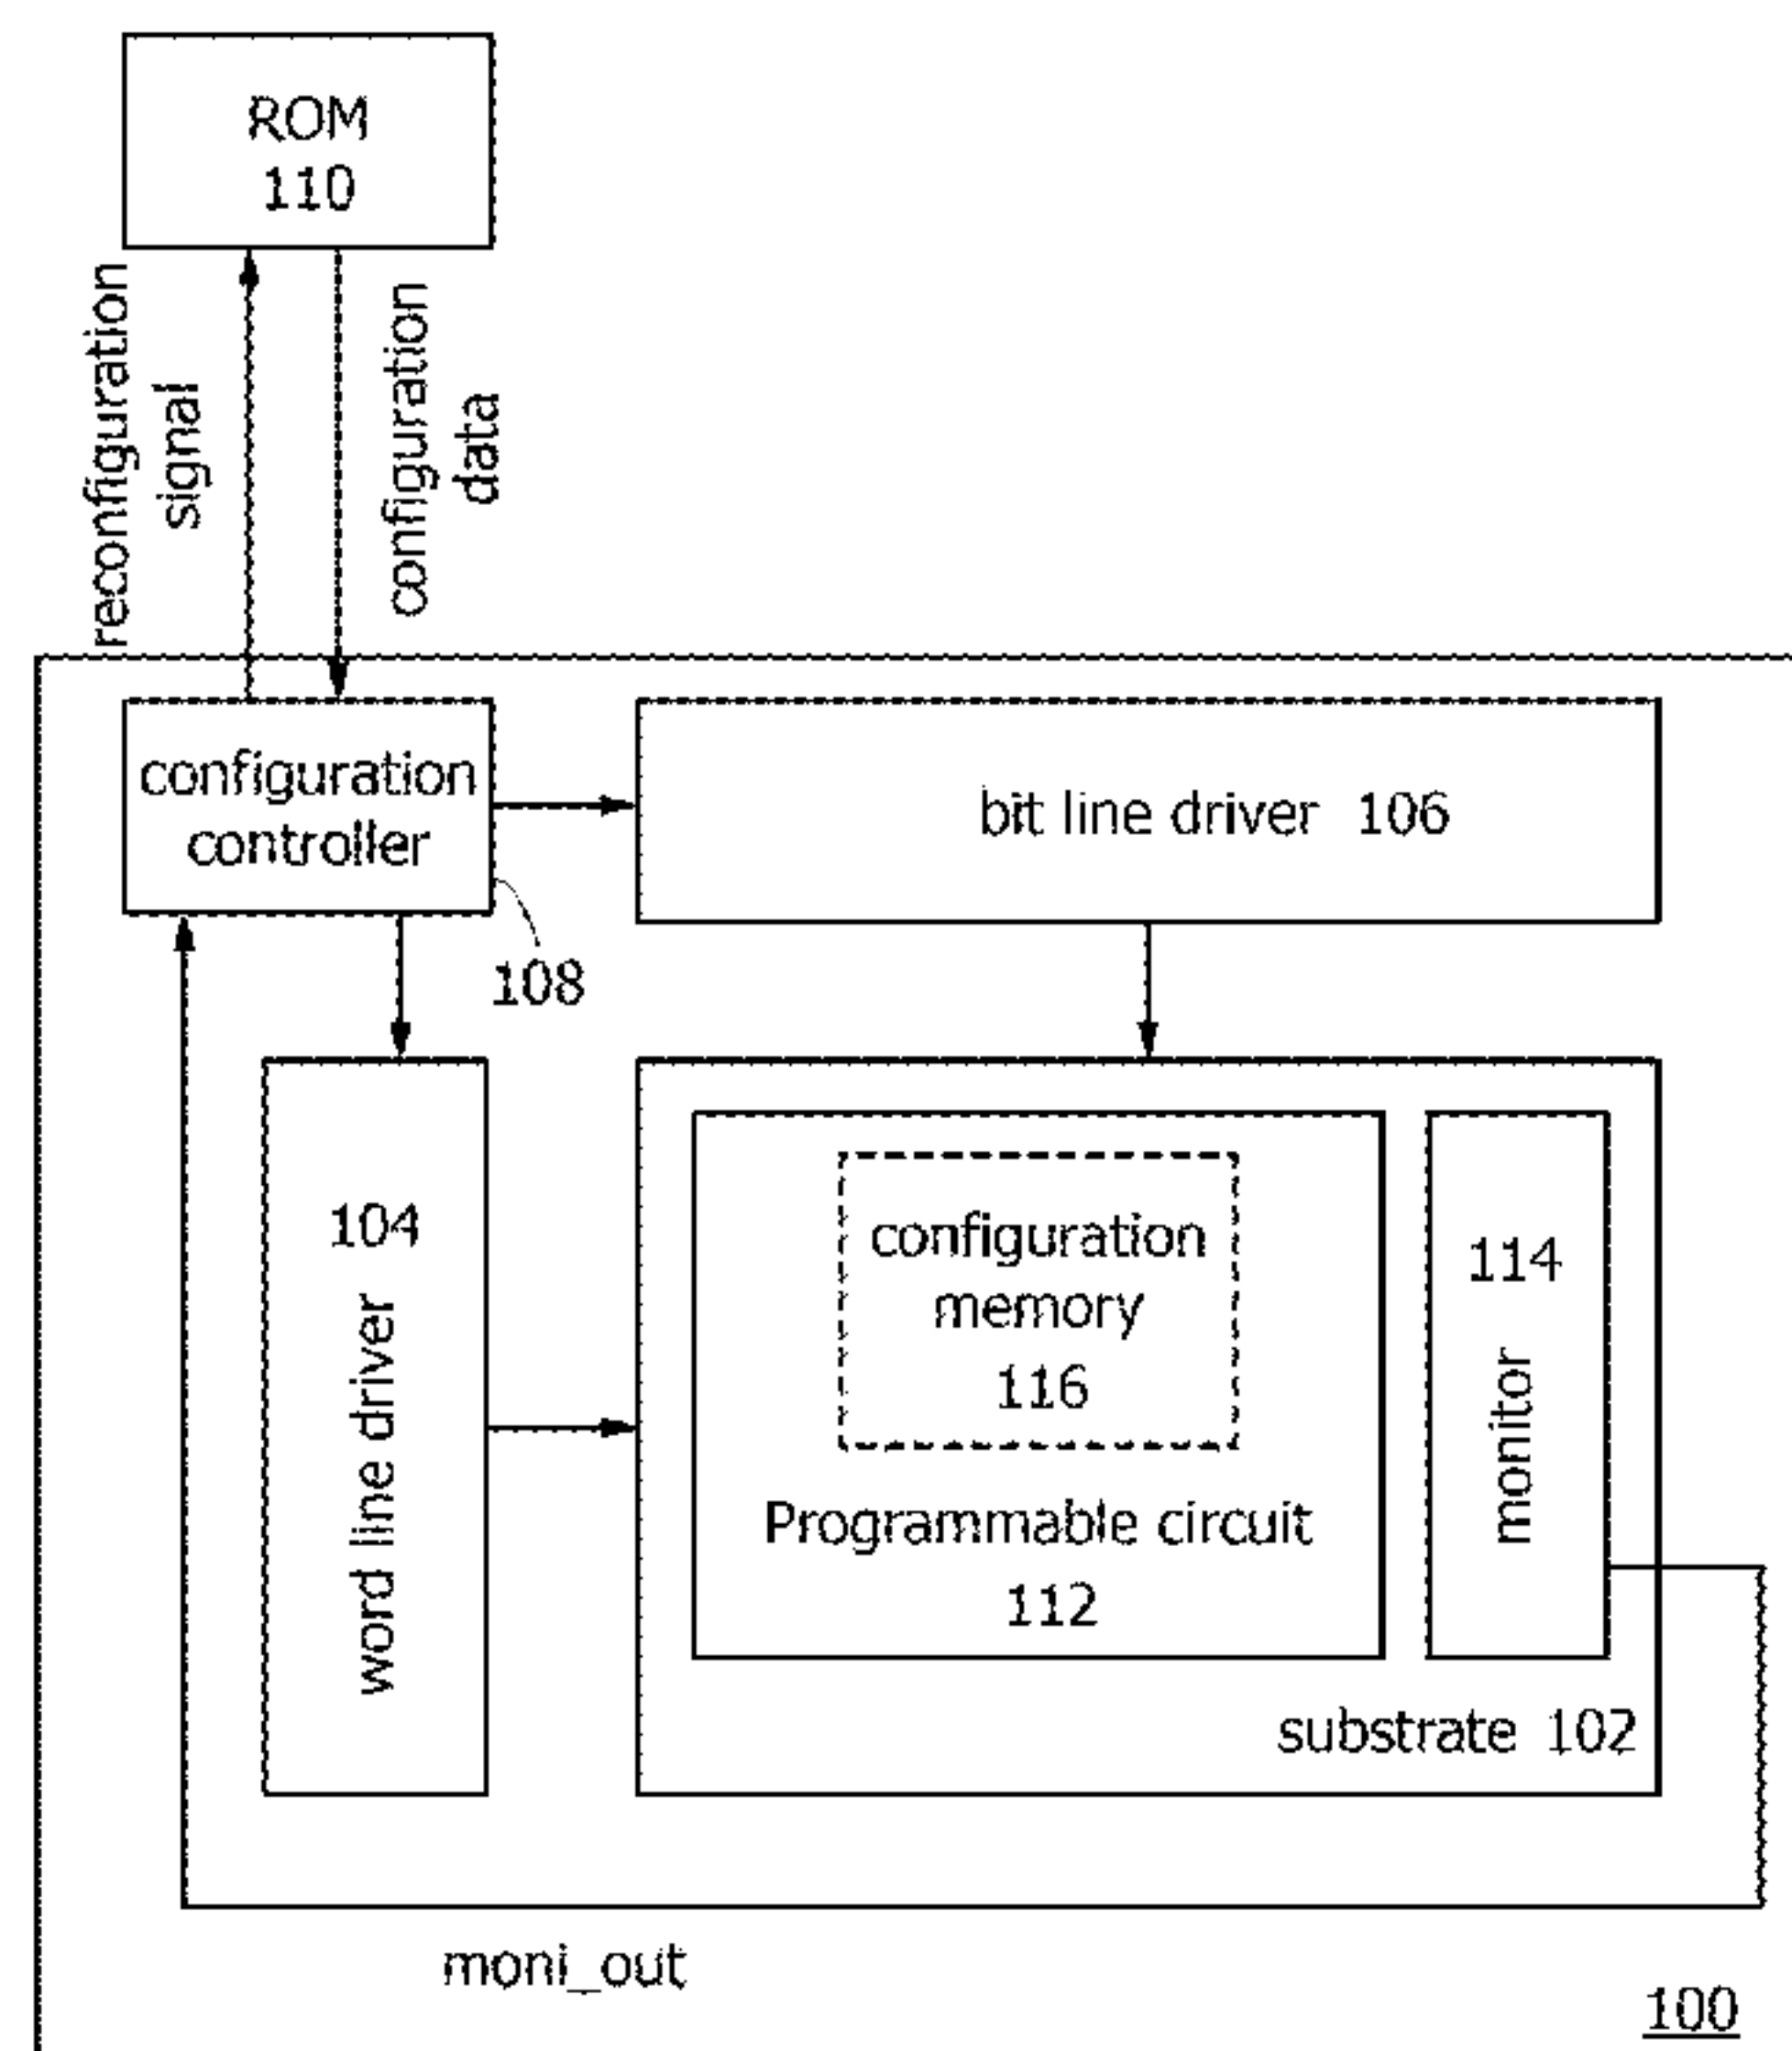 ROM
110
reconfiguration
signal
configuration
data
configuration
controller
bit line driver 106
108
word line driver 104
configuration
memory
116
Programmable circuit
112
monitor 114
substrate 102
moni_out
100